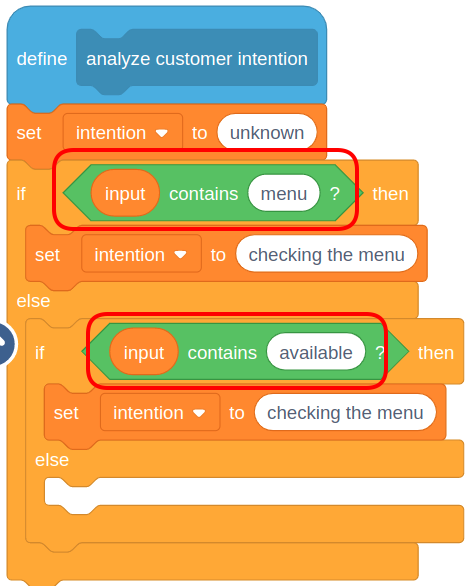 define analyze customer intention
set intention to unknown
if input contains menu ? then
set intention to checking the menu
else
if input contains available ? then
set intention to checking the menu
else